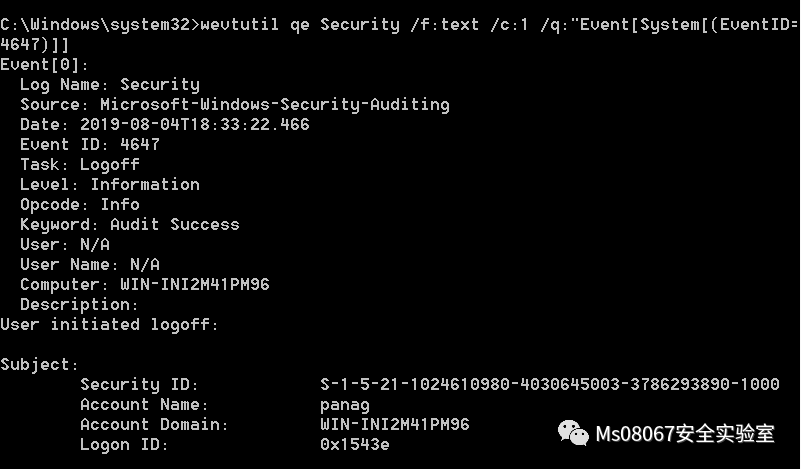 C:\Windows\system32>wevtutil qe Security /f:text /c:1 /q:"Event[System[(EventID=
4647)]]
Event[0]:
  Log Name: Security
  Source: Microsoft-Windows-Security-Auditing
  Date: 2019-08-04T18:33:22.466
  Event ID: 4647
  Task: Logoff
  Level: Information
  Opcode: Info
  Keyword: Audit Success
  User: N/A
  User Name: N/A
  Computer: WIN-INI2M41PM96
  Description:
User initiated logoff:

Subject:
        Security ID:            S-1-5-21-1024610980-4030645003-3786293890-1000
        Account Name:           panag
        Account Domain:         WIN-INI2M41PM96
        Logon ID:               0x1543e
Ms08067安全实验室